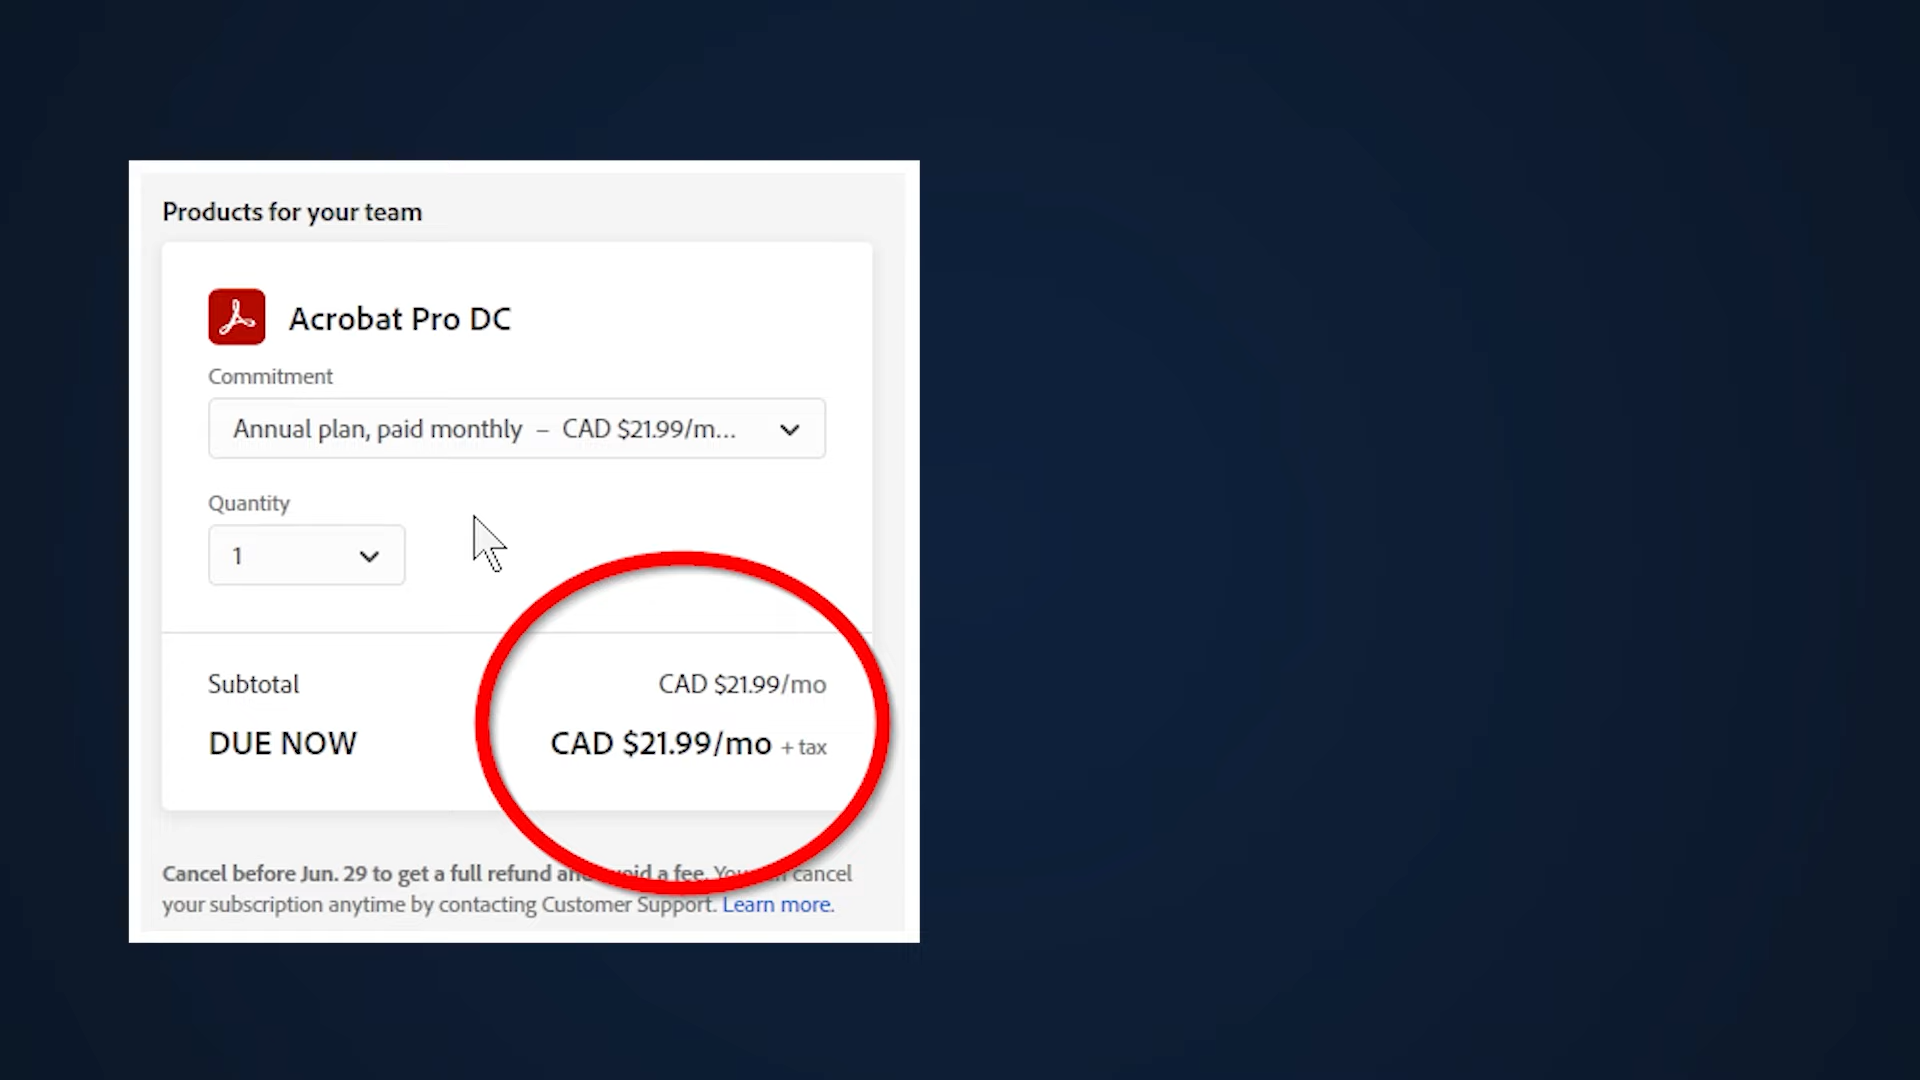 Products for your team
Acrobat Pro DC
Commitment
Annual plan, paid monthly – CAD $21.99/m...
Quantity
1
Subtotal CAD $21.99/mo
DUE NOW CAD $21.99/mo + tax
Cancel before Jun. 29 to get a full refund a fee. cancel
your subscription anytime by contacting Customer Support. Learn more.